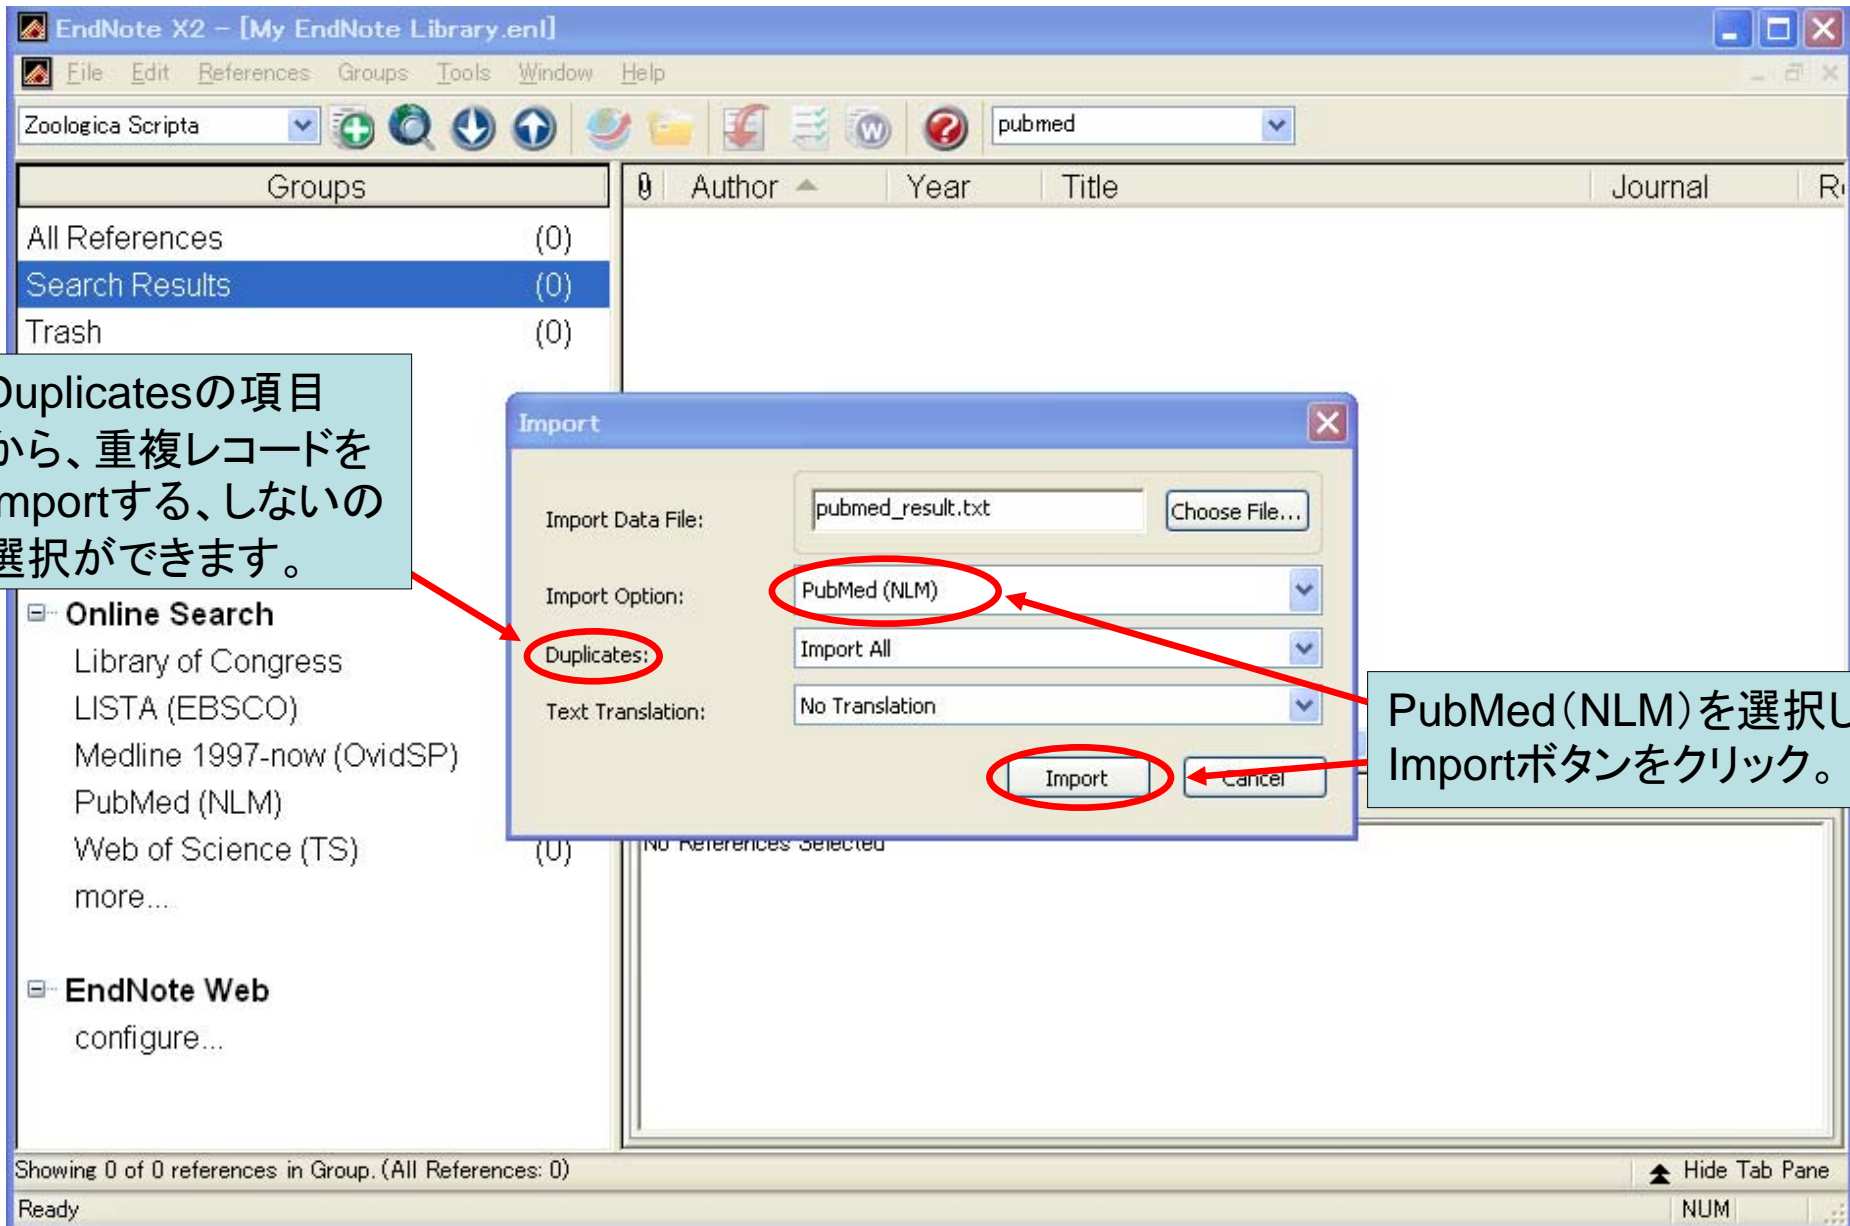 EndNote X2 - [My EndNote Library.enl]
File Edit References Groups Tools Window Help
Zoologica Scripta
W
pubmed
Groups
Author Year Title Journal
All References (0)
Search Results (0)
Trash (0)
Duplicatesの項目
から、重複レコードを
Importする、しないの
選択ができます。
Import
Import Data File: pubmed_result.txt Choose File...
Import Option: PubMed (NLM)
Duplicates: Import All
Text Translation: No Translation
Import Cancel
PubMed(NLM)を選択し
Importボタンをクリック。
Online Search
Library of Congress
LISTA (EBSCO)
Medline 1997-now (OvidSP)
PubMed (NLM)
Web of Science (TS) (0)
more...
No References Selected
EndNote Web
configure...
Showing 0 of 0 references in Group. (All References: 0)
Hide Tab Pane
Ready
NUM